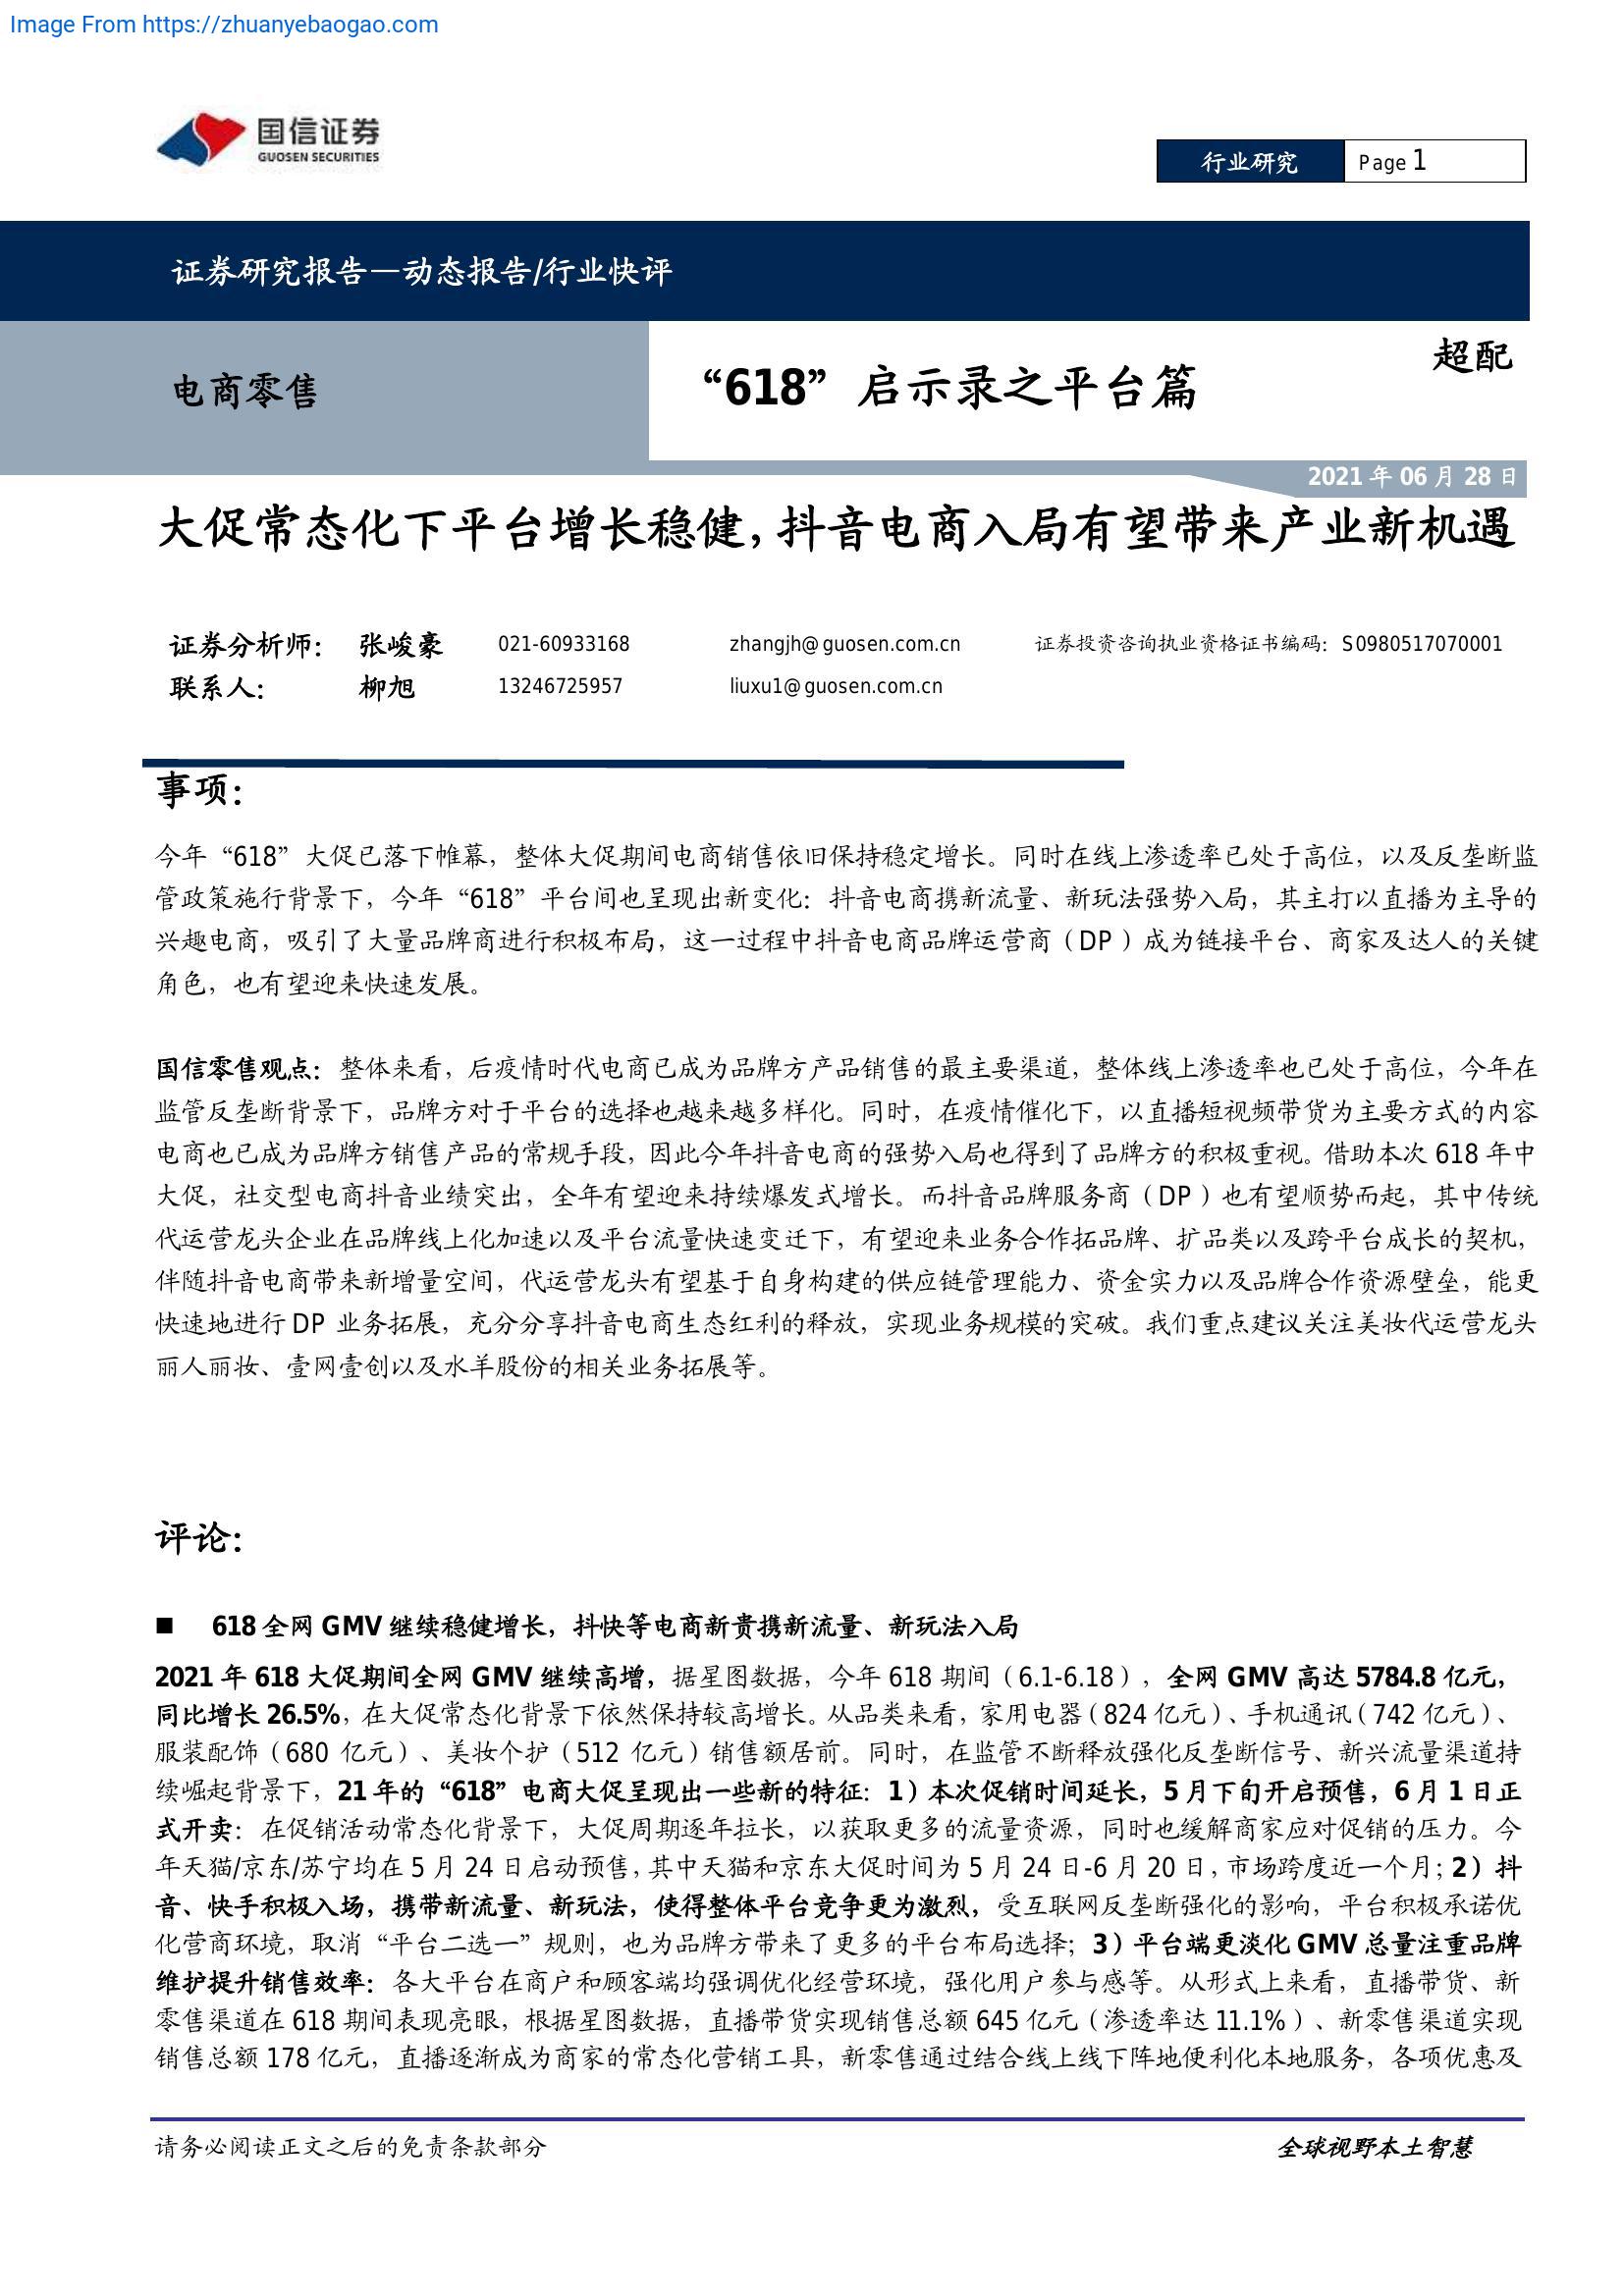 Image From https://zhuanyebaogao.com
国信证券
GUOSEN SECURITIES
行业研究 Page 1
证券研究报告—动态报告/行业快评
电商零售
“618”启示录之平台篇
超配
2021 年 06 月 28 日
大促常态化下平台增长稳健,抖音电商入局有望带来产业新机遇
证券分析师： 张峻豪 021-60933168 zhangjh@guosen.com.cn 证券投资咨询执业资格证书编码：S0980517070001
联系人： 柳旭 13246725957 liuxu1@guosen.com.cn
事项：
今年“618”大促已落下帷幕，整体大促期间电商销售依旧保持稳定增长。同时在线上渗透率已处于高位，以及反垄断监
管政策施行背景下，今年“618”平台间也呈现出新变化：抖音电商携新流量、新玩法强势入局，其主打以直播为主导的
兴趣电商，吸引了大量品牌商进行积极布局，这一过程中抖音电商品牌运营商（DP）成为链接平台、商家及达人的关键
角色，也有望迎来快速发展。
国信零售观点：整体来看，后疫情时代电商已成为品牌方产品销售的最主要渠道，整体线上渗透率也已处于高位，今年在
监管反垄断背景下，品牌方对于平台的选择也越来越多样化。同时，在疫情催化下，以直播短视频带货为主要方式的内容
电商也已成为品牌方销售产品的常规手段，因此今年抖音电商的强势入局也得到了品牌方的积极重视。借助本次 618 年中
大促，社交型电商抖音业绩突出，全年有望迎来持续爆发式增长。而抖音品牌服务商（DP）也有望顺势而起，其中传统
代运营龙头企业在品牌线上化加速以及平台流量快速变迁下，有望迎来业务合作拓品牌、扩品类以及跨平台成长的契机，
伴随抖音电商带来新增量空间，代运营龙头有望基于自身构建的供应链管理能力、资金实力以及品牌合作资源壁垒，能更
快速地进行 DP 业务拓展，充分分享抖音电商生态红利的释放，实现业务规模的突破。我们重点建议关注美妆代运营龙头
丽人丽妆、壹网壹创以及水羊股份的相关业务拓展等。
评论：
■ 618 全网 GMV 继续稳健增长，抖快等电商新贵携新流量、新玩法入局
2021 年 618 大促期间全网 GMV 继续高增，据星图数据，今年 618 期间（6.1-6.18），全网 GMV 高达 5784.8 亿元，
同比增长 26.5%，在大促常态化背景下依然保持较高增长。从品类来看，家用电器（824 亿元）、手机通讯（742 亿元）、
服装配饰（680 亿元）、美妆个护（512 亿元）销售额居前。同时，在监管不断释放强化反垄断信号、新兴流量渠道持
续崛起背景下，21 年的“618”电商大促呈现出一些新的特征：1）本次促销时间延长，5 月下旬开启预售，6 月 1 日正
式开卖：在促销活动常态化背景下，大促周期逐年拉长，以获取更多的流量资源，同时也缓解商家应对促销的压力。今
年天猫/京东/苏宁均在 5 月 24 日启动预售，其中天猫和京东大促时间为 5 月 24 日-6 月 20 日，市场跨度近一个月；2）抖
音、快手积极入场，携带新流量、新玩法，使得整体平台竞争更为激烈，受互联网反垄断强化的影响，平台积极承诺优
化营商环境，取消“平台二选一”规则，也为品牌方带来了更多的平台布局选择；3）平台端更淡化 GMV 总量注重品牌
维护提升销售效率：各大平台在商户和顾客端均强调优化经营环境，强化用户参与感等。从形式上来看，直播带货、新
零售渠道在 618 期间表现亮眼，根据星图数据，直播带货实现销售总额 645 亿元（渗透率达 11.1%）、新零售渠道实现
销售总额 178 亿元，直播逐渐成为商家的常态化营销工具，新零售通过结合线上线下阵地便利化本地服务，各项优惠及
请务必阅读正文之后的免责条款部分 全球视野本土智慧